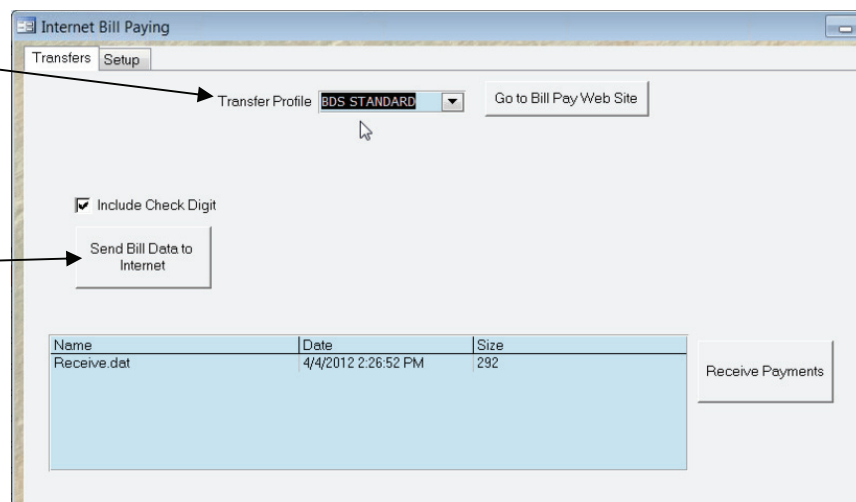 Internet Bill Paying
Transfers Setup
Transfer Profile BDS STANDARD Go to Bill Pay Web Site
Include Check Digit
Send Bill Data to
Internet
Name Date Size
Receive.dat 4/4/2012 2:26:52 PM 292
Receive Payments